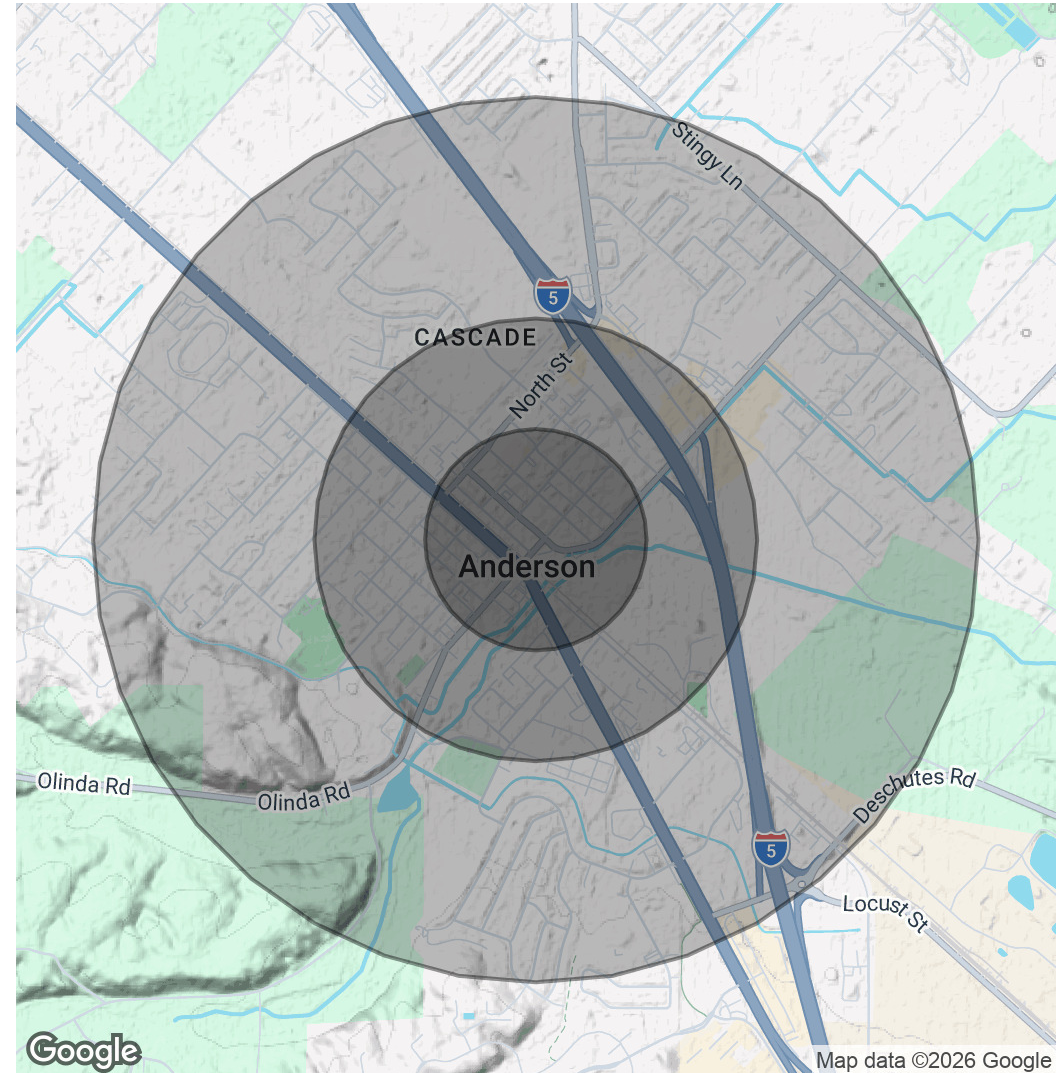 Stingy Ln
5
CASCADE
North St
Anderson
Olinda Rd
Olinda Rd
Deschutes Rd
5
Locust St
Google
Map data ©2026 Google